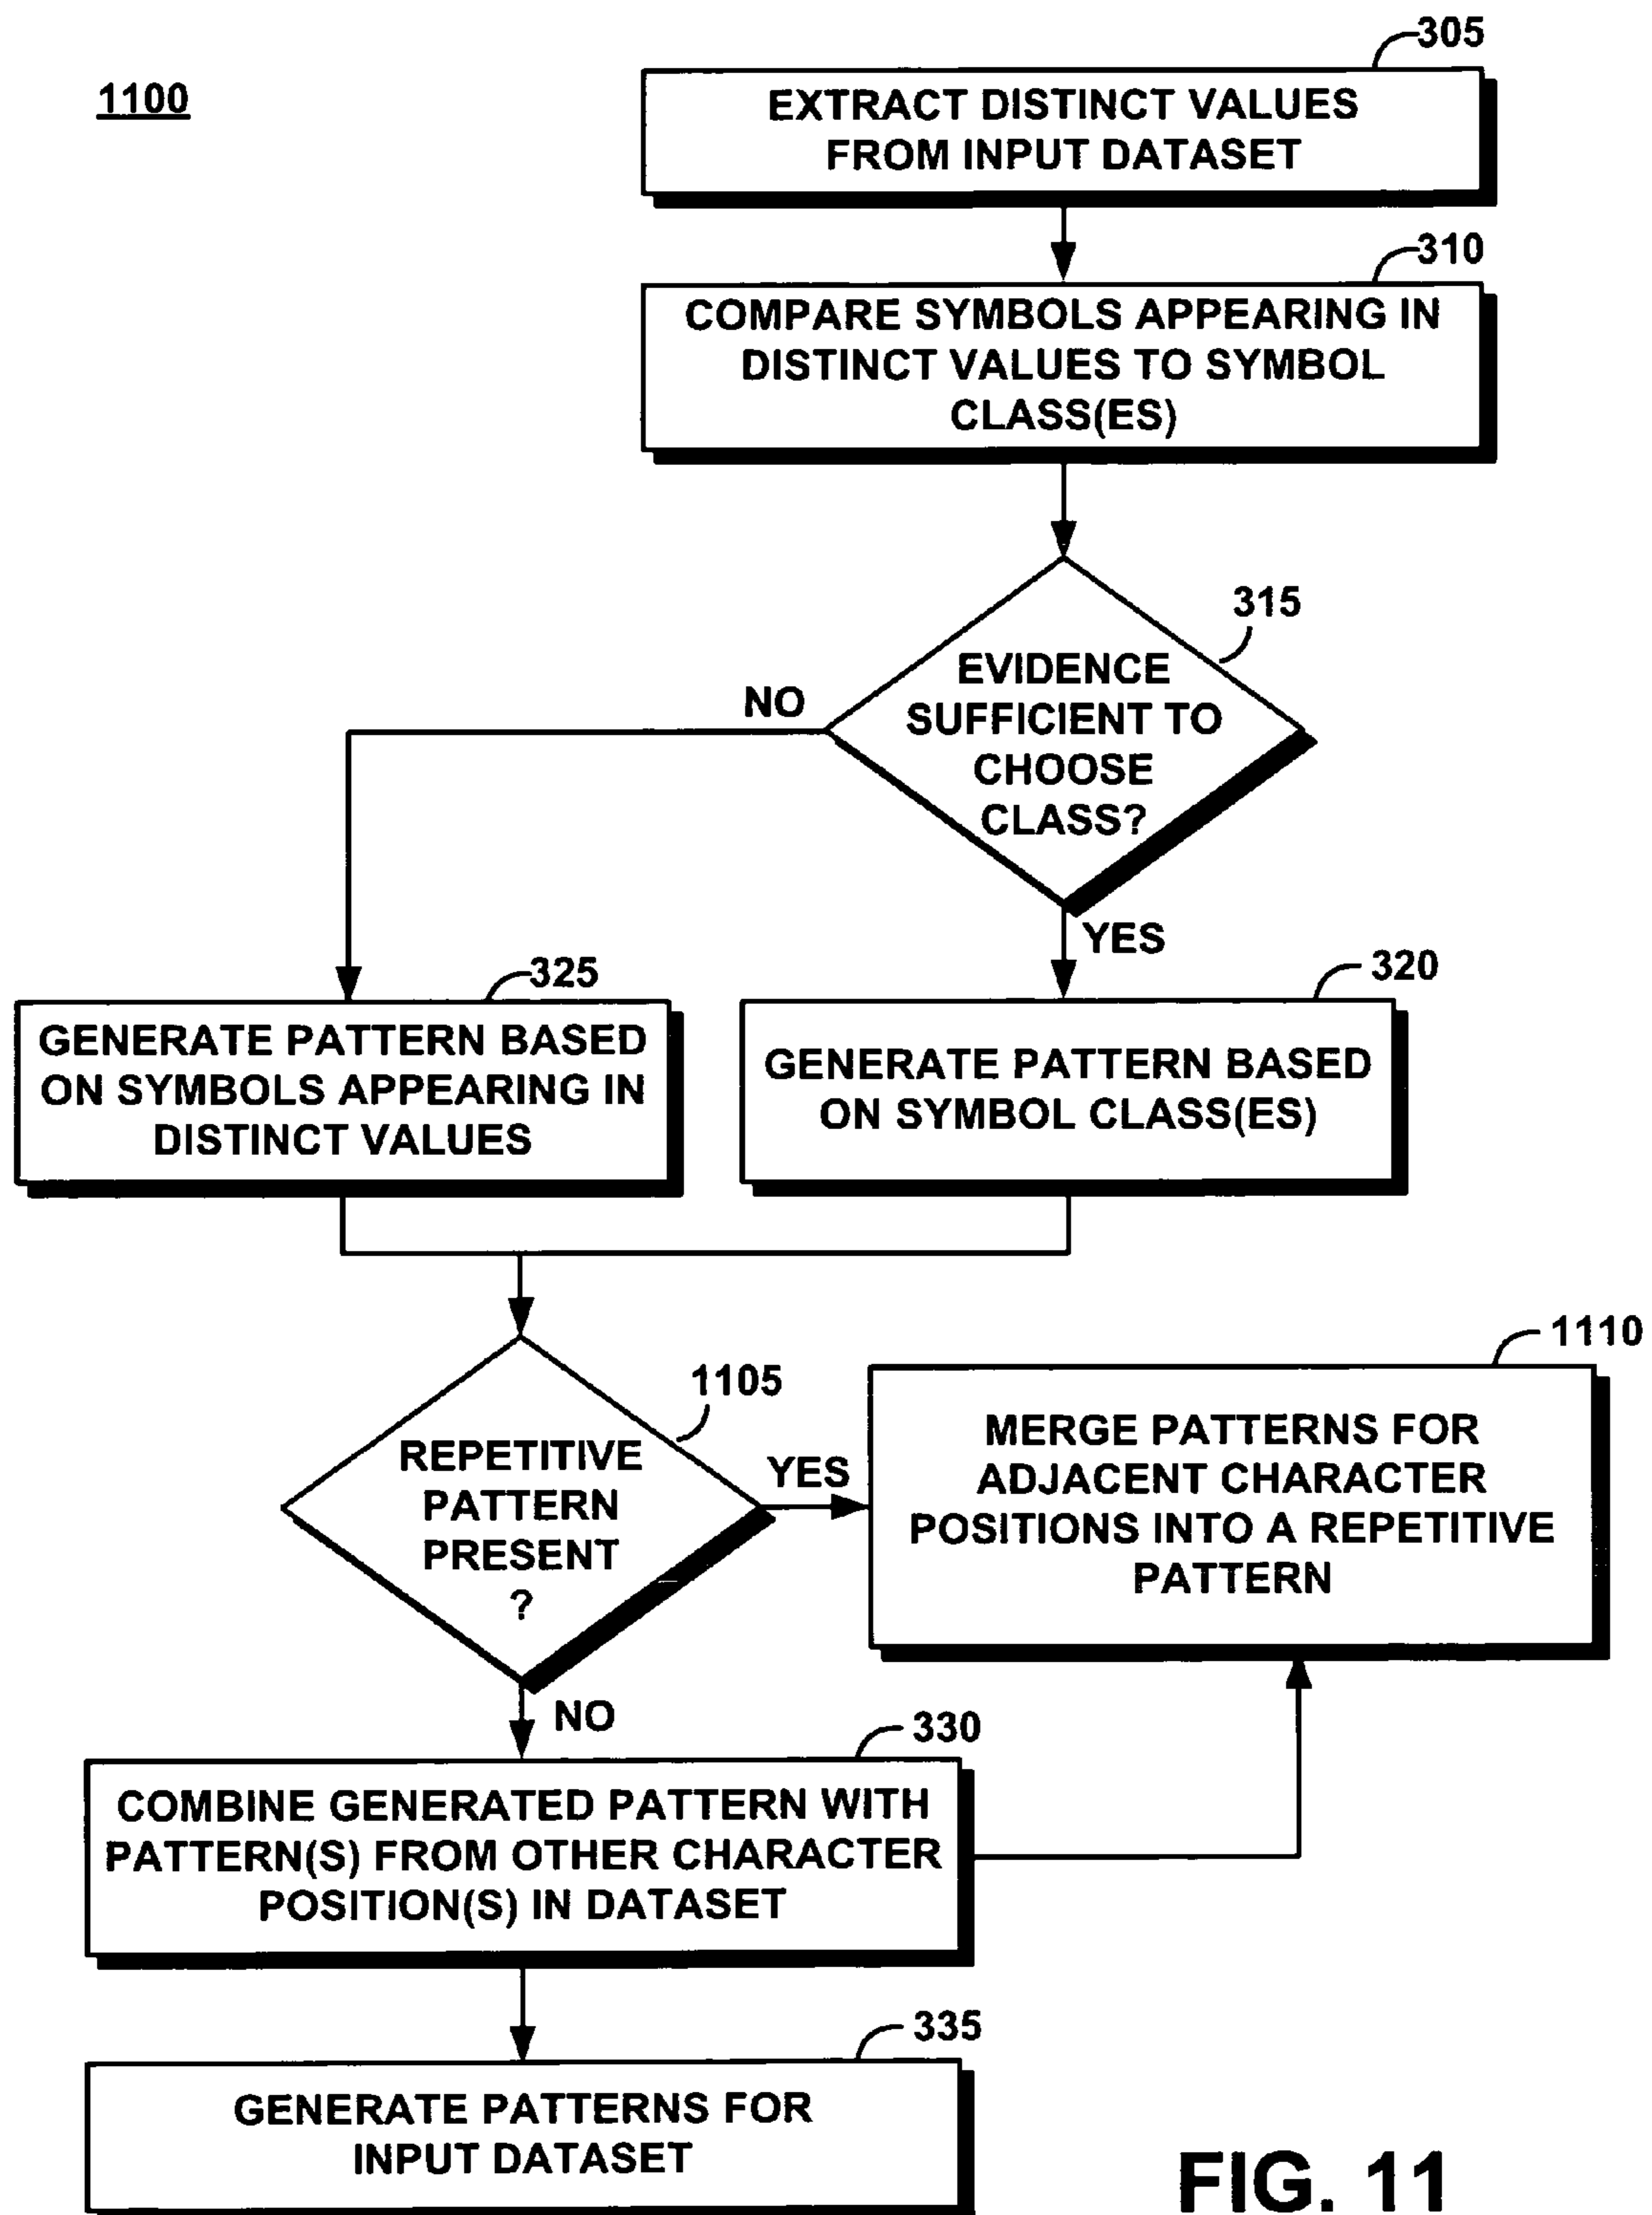 1100
305
EXTRACT DISTINCT VALUES
FROM INPUT DATASET
310
COMPARE SYMBOLS APPEARING IN
DISTINCT VALUES TO SYMBOL
CLASS(ES)
315
EVIDENCE
SUFFICIENT TO
CHOOSE
CLASS?
NO
YES
325
GENERATE PATTERN BASED
ON SYMBOLS APPEARING IN
DISTINCT VALUES
320
GENERATE PATTERN BASED
ON SYMBOL CLASS(ES)
1105
REPETITIVE
PATTERN
PRESENT
?
YES
NO
1110
MERGE PATTERNS FOR
ADJACENT CHARACTER
POSITIONS INTO A REPETITIVE
PATTERN
330
COMBINE GENERATED PATTERN WITH
PATTERN(S) FROM OTHER CHARACTER
POSITION(S) IN DATASET
335
GENERATE PATTERNS FOR
INPUT DATASET
FIG. 11